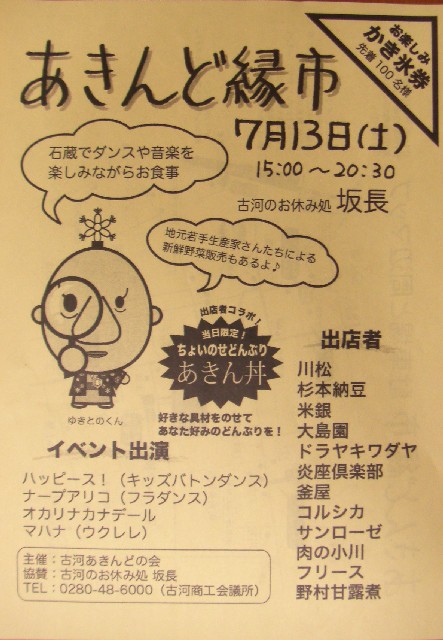 お楽しみ
かき氷券
先着100名様
あきんど縁市
7月13日(土)
15:00～20:30
古河のお休み処 坂長
石蔵でダンスや音楽を
楽しみながらお食事
地元若手生産家さんたちによる
新鮮野菜販売もあるよ♪
ゆきとのくん
出店者コラボ！
当日限定！
ちょいのせどんぶり
あきん丼
好きな具材をのせて
あなた好みのどんぶりを！
出店者
川松
杉本納豆
米銀
大島園
ドラヤキワダヤ
炎座倶楽部
釜屋
コルシカ
サンローゼ
肉の小川
フリース
野村甘露煮
イベント出演
ハッピース！（キッズバトンダンス）
ナープアリコ（フラダンス）
オカリナカナデール
マハナ（ウクレレ）
主催：古河あきんどの会
協賛：古河のお休み処 坂長
TEL：0280-48-6000（古河商工会議所）